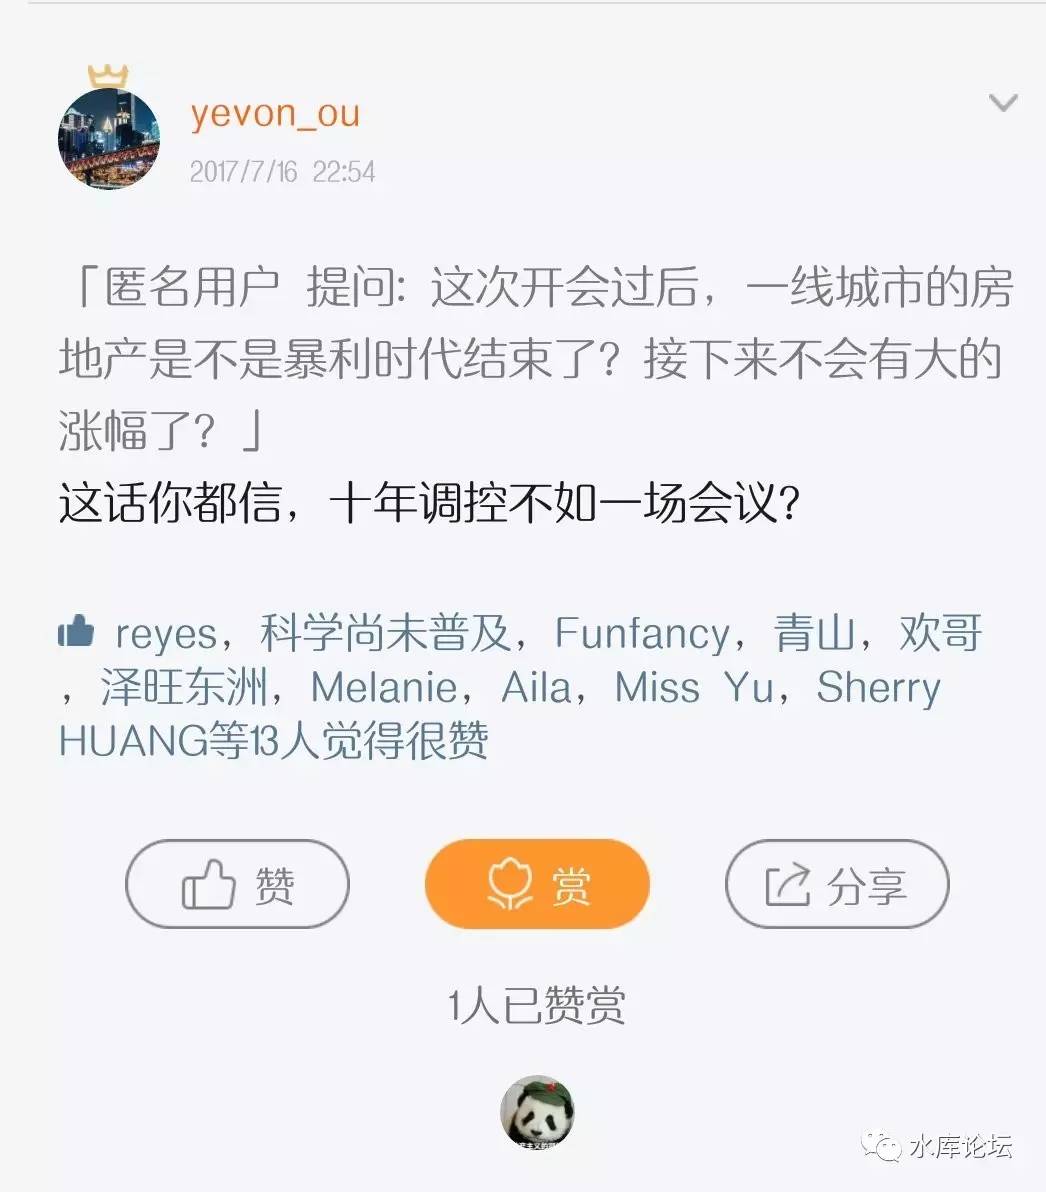 yevon_ou
2017/7/16 22:54
「匿名用户 提问: 这次开会过后，一线城市的房
地产是不是暴利时代结束了？接下来不会有大的
涨幅了？」
这话你都信，十年调控不如一场会议？
reyes，科学尚未普及，Funfancy，青山，欢哥
，泽旺东洲，Melanie，Aila，Miss Yu，Sherry
HUANG等13人觉得很赞
赞
赏
分享
1人已赞赏
水库论坛